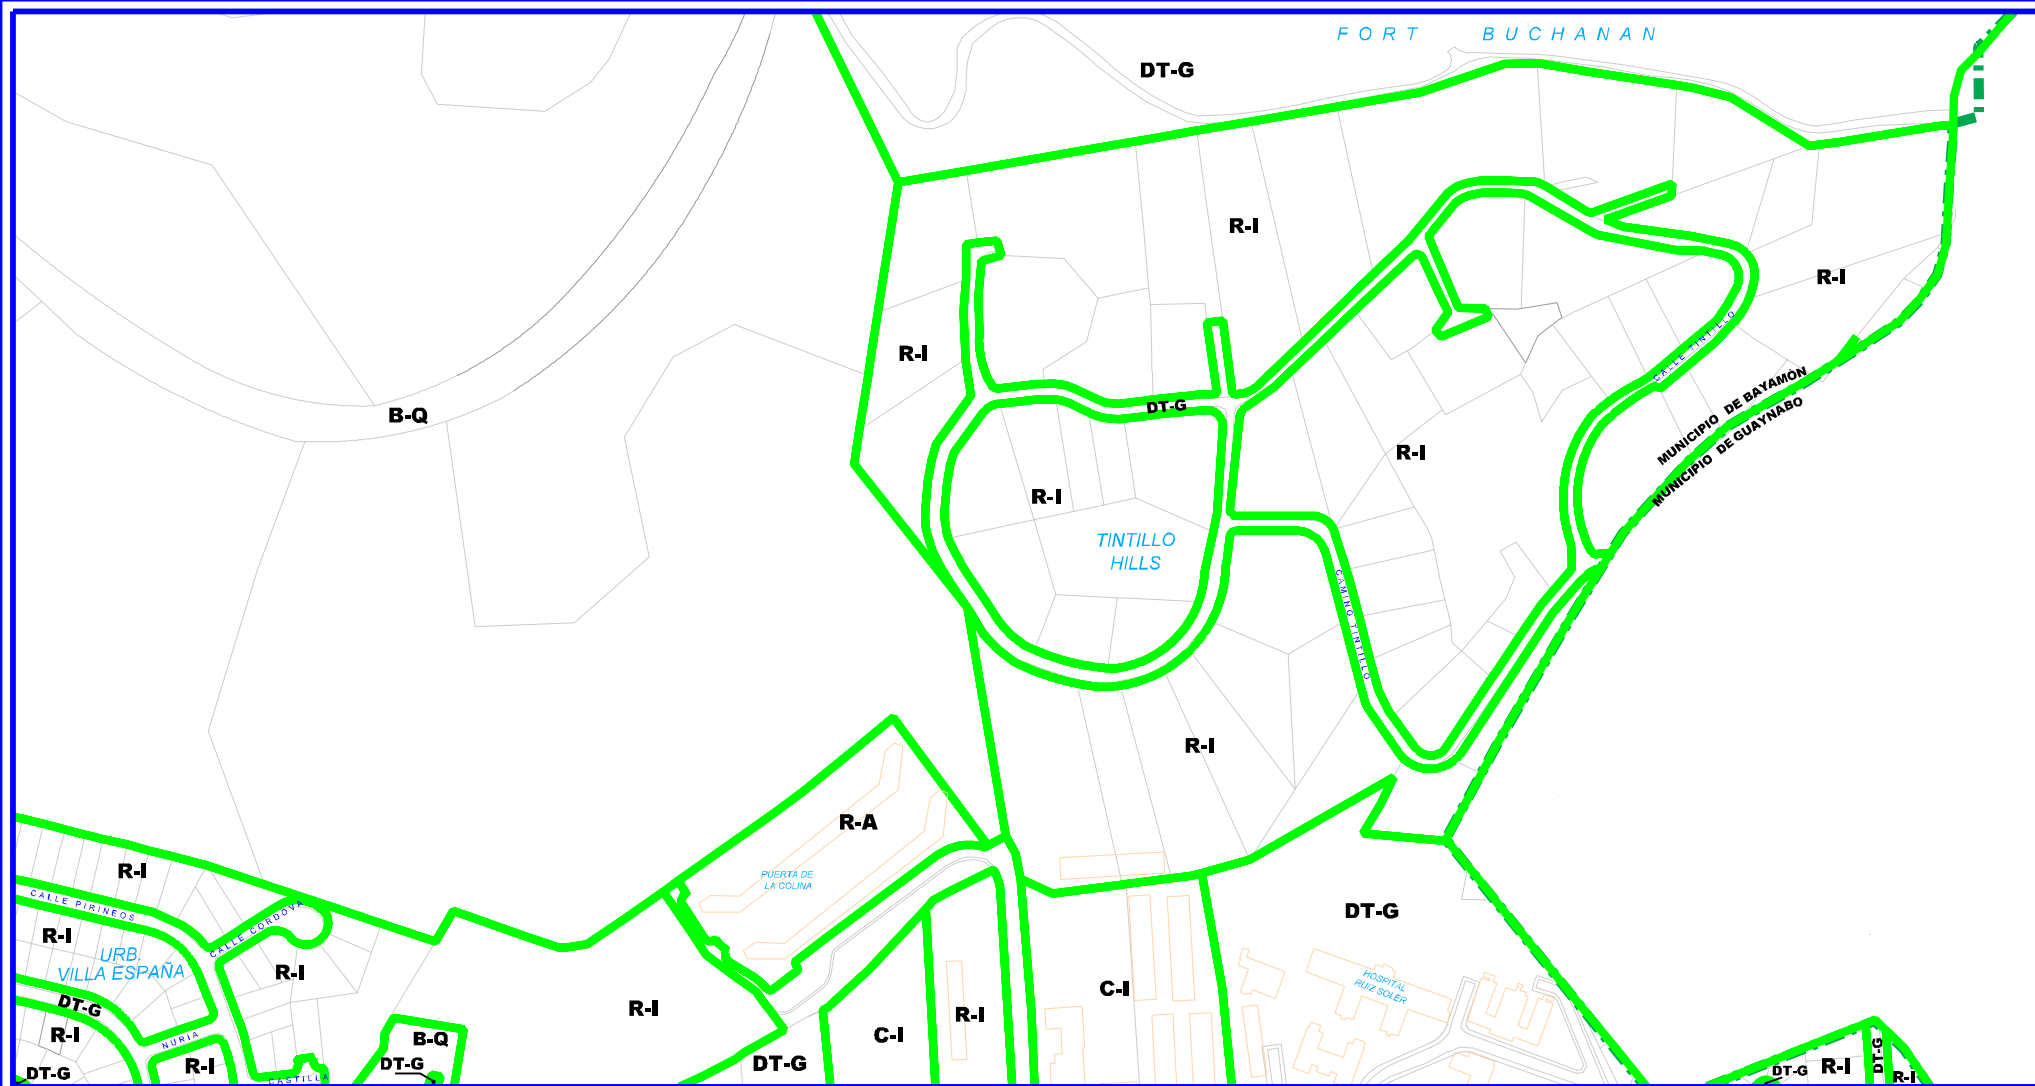 FORT BUCHANAN
DT-G
R-I
R-I
R-I
CALLE TINTILLO
B-Q
DT-G
MUNICIPIO DE BAYAMÓN
MUNICIPIO DE GUAYNABO
R-I
R-I
TINTILLO
HILLS
CAMINO TINTILLO
R-I
R-A
PUERTA DE
LA COLINA
R-I
CALLE PIRINEOS
CALLE CORDOVA
DT-G
R-I
URB.
VILLA ESPAÑA
R-I
HOSPITAL
RUIZ SOLER
C-I
DT-G
R-I
R-I
C-I
R-I
NURIA
B-Q
DT-G
DT-G
R-I
DT-G
R-I
DT-G
DT-G
R-I
CASTILLA